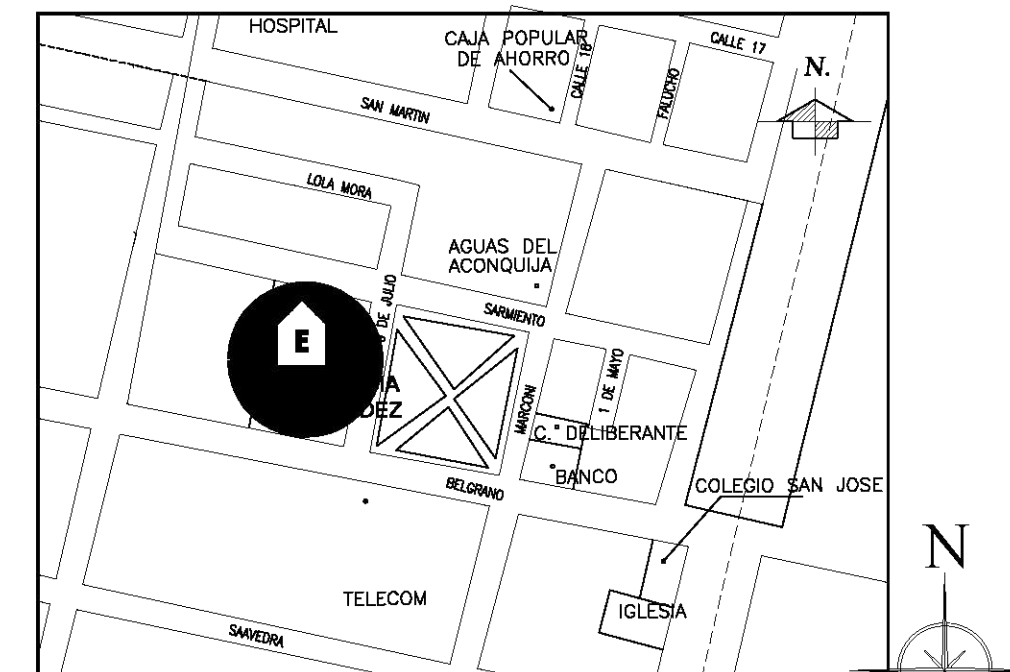 HOSPITAL
CAJA POPULAR
DE AHORRO
CALLE 18
FALUCHO
CALLE 17
N.
SAN MARTIN
LOLA MORA
AGUAS DEL
ACONQUIJA
SARMIENTO
DE JULIO
E
MARCONI
1 DE MAYO
C. DELIBERANTE
BANCO
BELGRANO
COLEGIO SAN JOSE
N
TELECOM
IGLESIA
SAAVEDRA